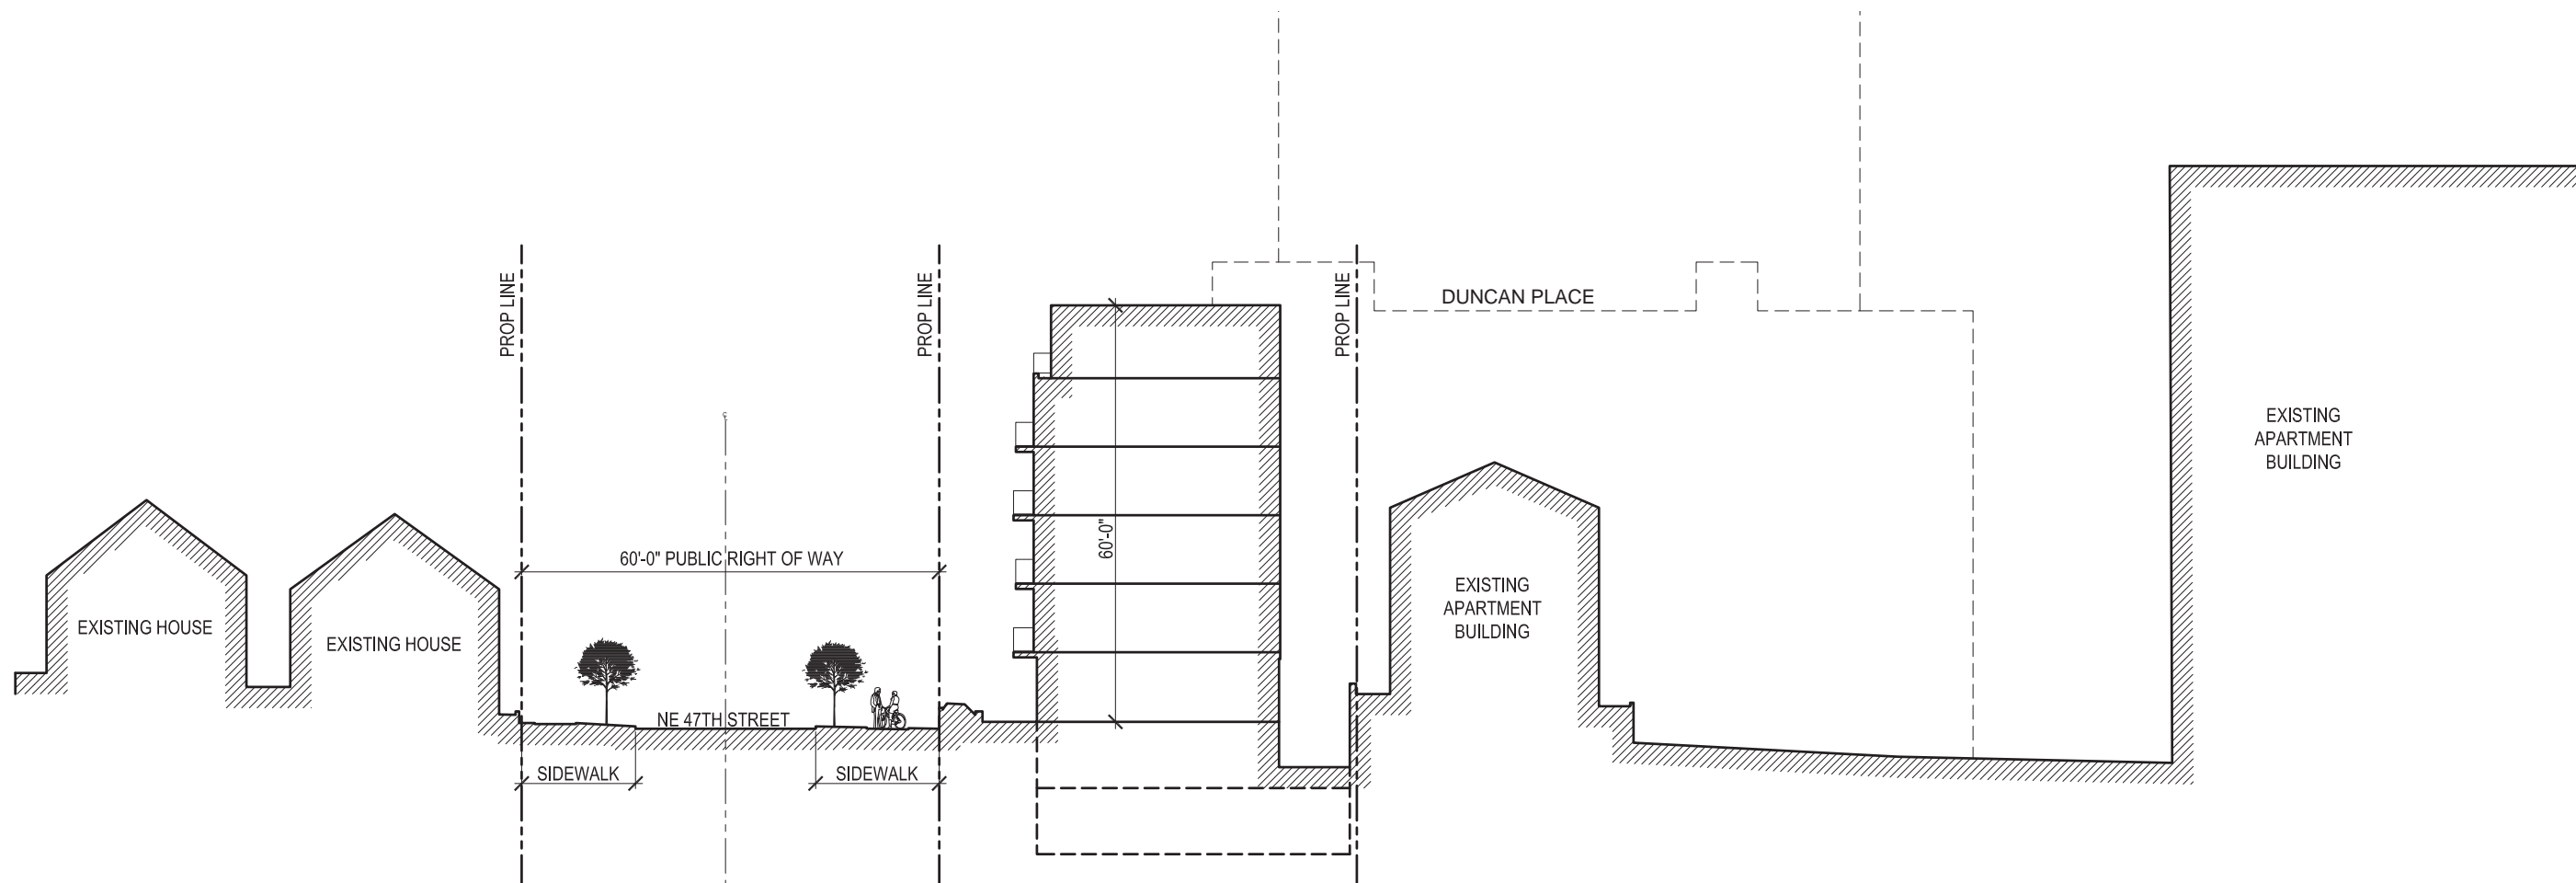 DUNCAN PLACE
PROP LINE
PROP LINE
PROP LINE
EXISTING
APARTMENT
BUILDING
60'-0"
60'-0" PUBLIC RIGHT OF WAY
EXISTING
APARTMENT
BUILDING
EXISTING HOUSE
EXISTING HOUSE
NE 47TH STREET
SIDEWALK
SIDEWALK